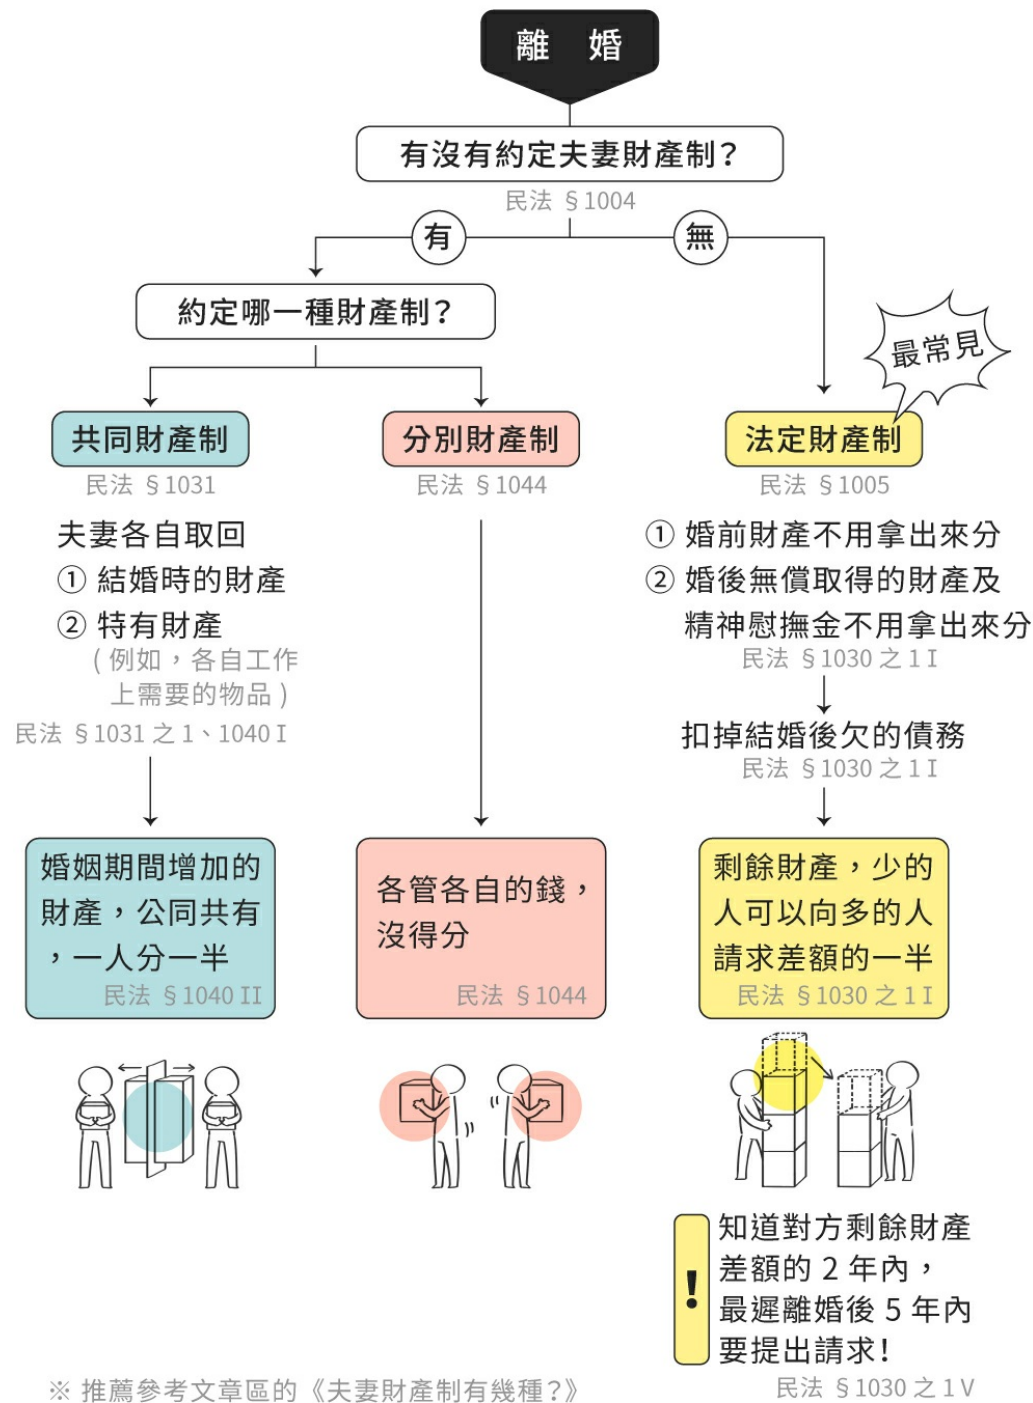 離 婚
有沒有約定夫妻財產制？
民法 §1004
有
無
約定哪一種財產制？
最常見
共同財產制
民法 §1031
夫妻各自取回
① 結婚時的財產
② 特有財產
( 例如，各自工作
上需要的物品 )
民法 §1031 之 1、1040 I
婚姻期間增加的
財產，公同共有
，一人分一半
民法 §1040 II
分別財產制
民法 §1044
各管各自的錢，
沒得分
民法 §1044
法定財產制
民法 §1005
① 婚前財產不用拿出來分
② 婚後無償取得的財產及
精神慰撫金不用拿出來分
民法 §1030 之 1 I
扣掉結婚後欠的債務
民法 §1030 之 1 I
剩餘財產，少的
人可以向多的人
請求差額的一半
民法 §1030 之 1 I
!
知道對方剩餘財產
差額的 2 年內，
最遲離婚後 5 年內
要提出請求!
民法 §1030 之 1 V
※ 推薦參考文章區的《夫妻財產制有幾種？》